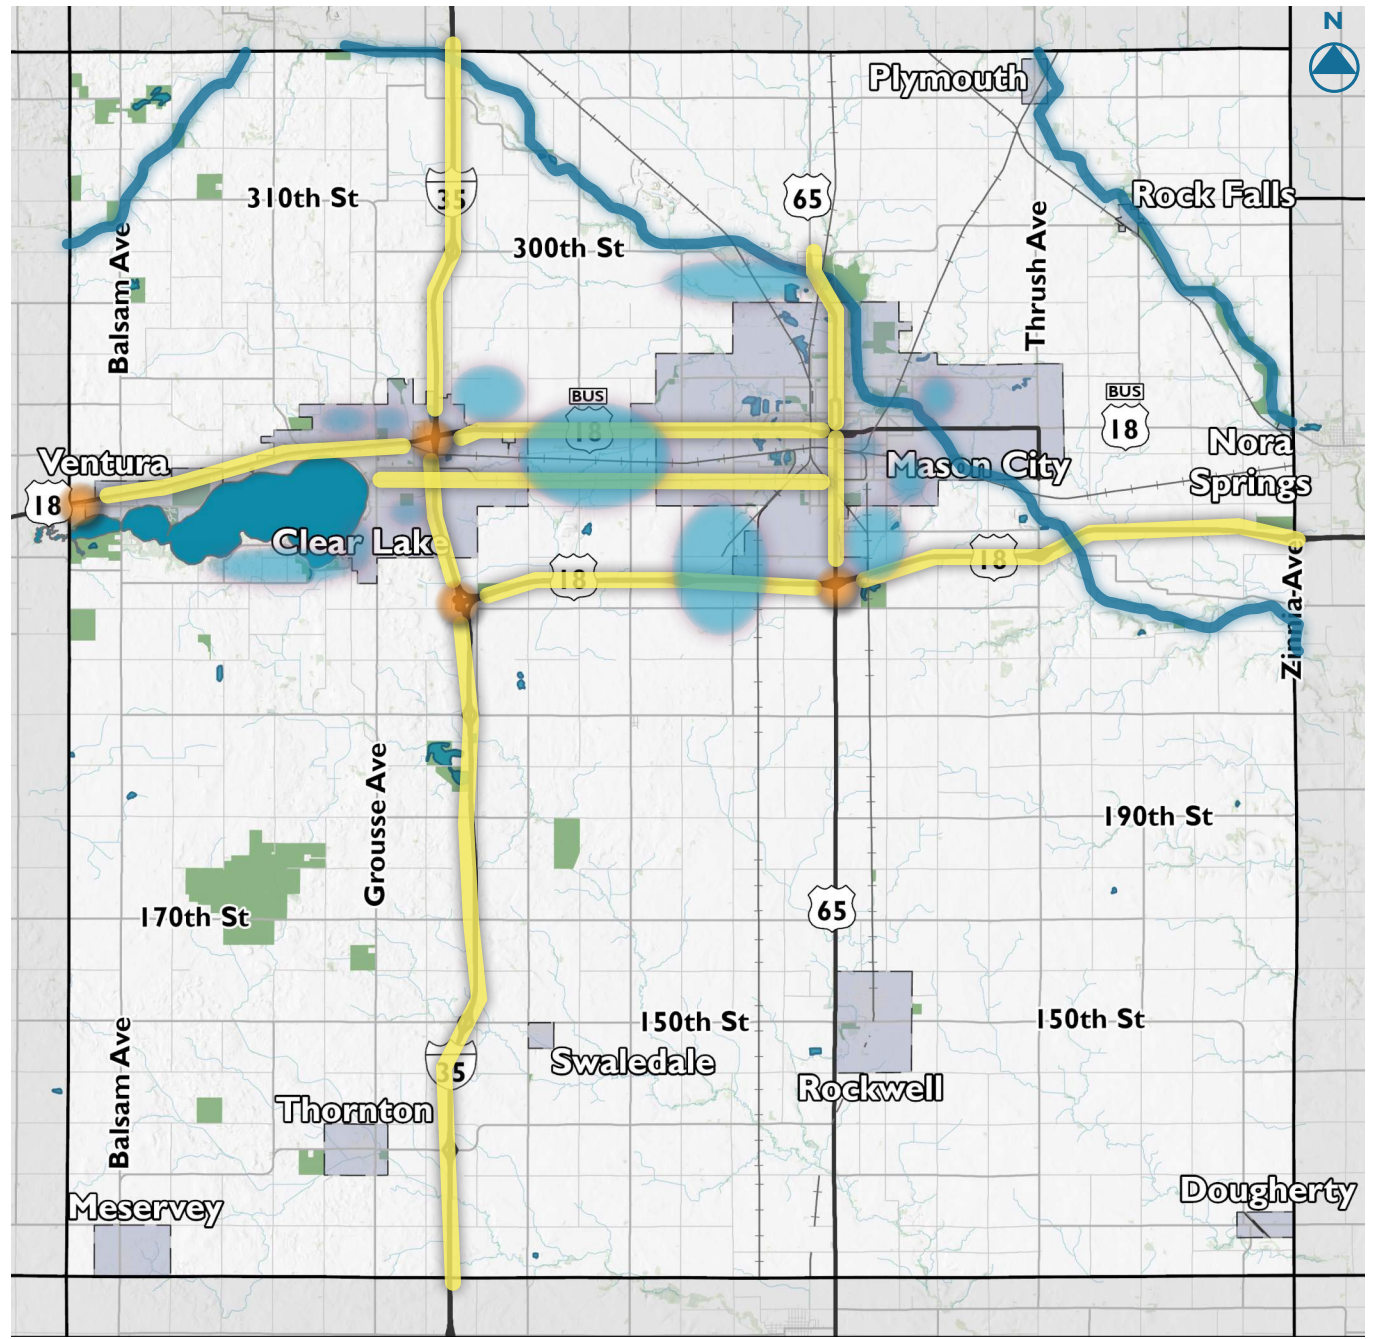 N
Plymouth
310th St
35
65
Rock Falls
300th St
Balsam Ave
Thrush Ave
BUS
18
BUS
18
Ventura
18
Mason City
Nora
Springs
Clear Lake
18
18
Zinnia Ave
Grousse Ave
190th St
170th St
65
150th St
150th St
Swaledale
35
Rockwell
Balsam Ave
Thornton
Meservey
Dougherty